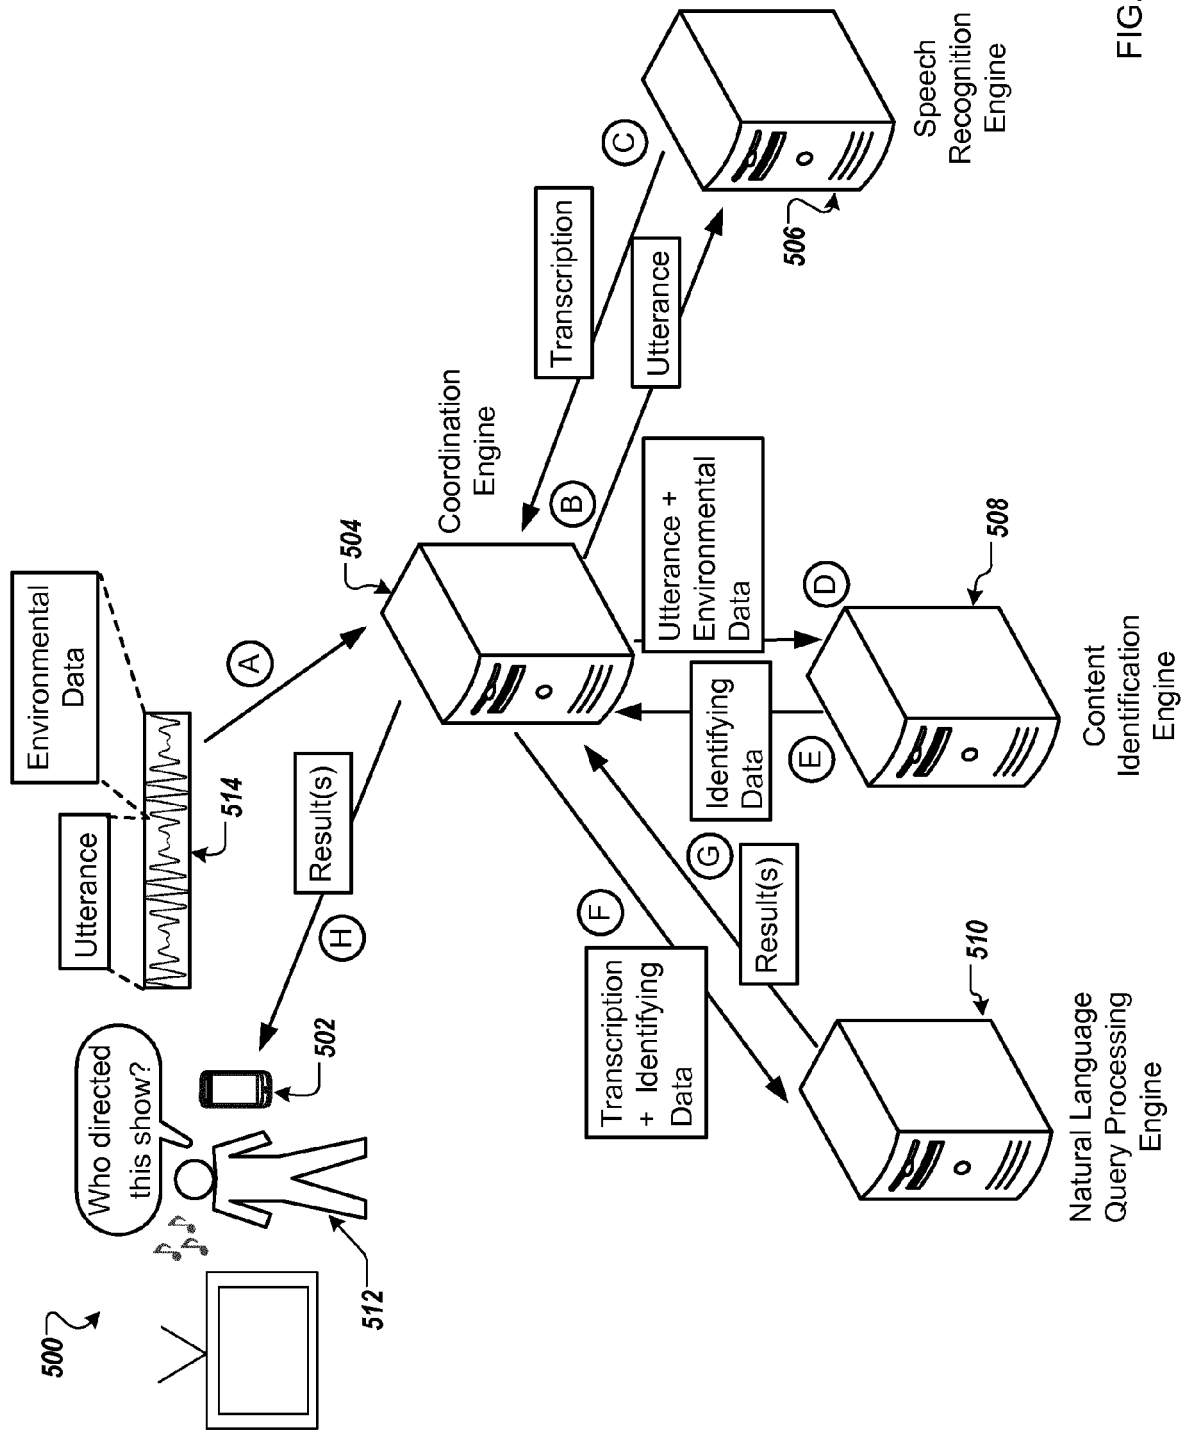 500
Who directed
this show?
512
502
Utterance
Environmental
Data
514
A
H
Result(s)
504
Coordination
Engine
B
Transcription
C
Utterance
506
Speech
Recognition
Engine
F
Transcription
+ Identifying
Data
G
Result(s)
E
Identifying
Data
Utterance +
Environmental
Data
D
510
Natural Language
Query Processing
Engine
508
Content
Identification
Engine
FIG.